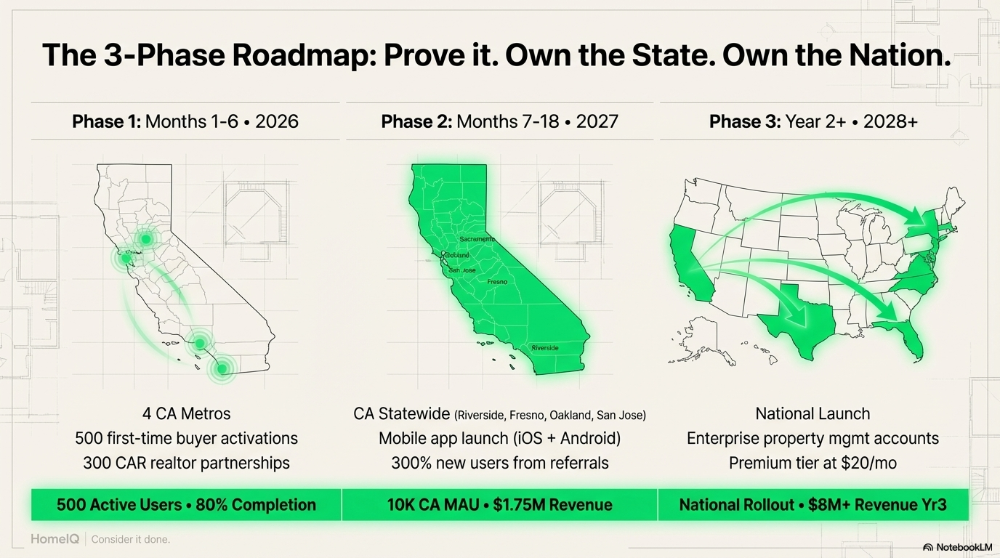 The 3-Phase Roadmap: Prove it. Own the State. Own the Nation.
Phase 1: Months 1-6 • 2026
Phase 2: Months 7-18 • 2027
Phase 3: Year 2+ • 2028+
Sacramento
Oakland
San Jose
Fresno
Riverside
4 CA Metros
500 first-time buyer activations
300 CAR realtor partnerships
CA Statewide (Riverside, Fresno, Oakland, San Jose)
Mobile app launch (iOS + Android)
300% new users from referrals
National Launch
Enterprise property mgmt accounts
Premium tier at $20/mo
500 Active Users • 80% Completion
10K CA MAU • $1.75M Revenue
National Rollout • $8M+ Revenue Yr3
HomeIQ | Consider it done.
NotebookLM